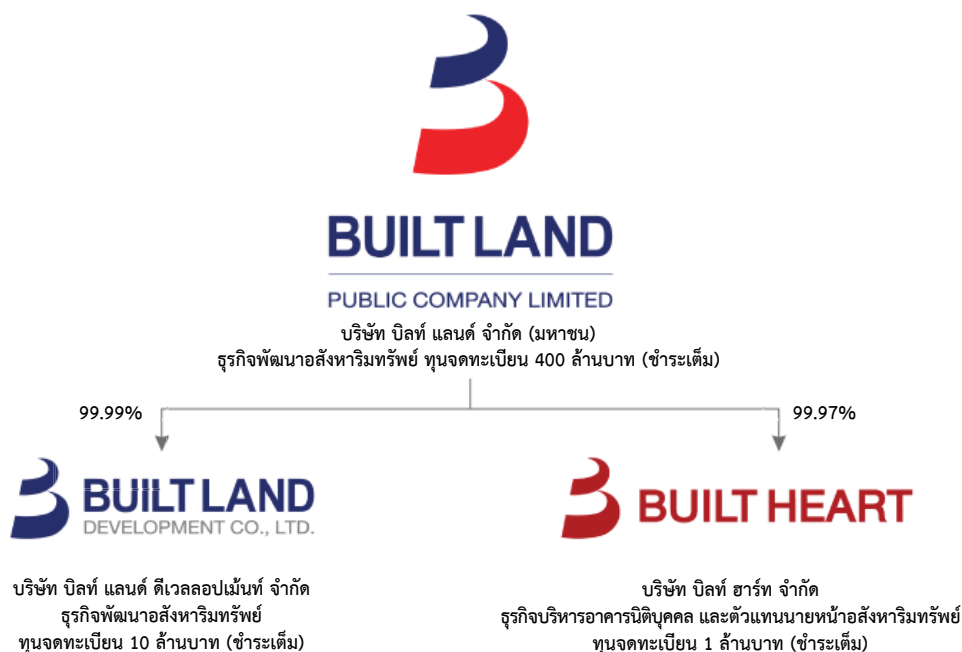 BUILT LAND
PUBLIC COMPANY LIMITED
บริษัท บิลท์ แลนด์ จำกัด (มหาชน)
ธุรกิจพัฒนาอสังหาริมทรัพย์ ทุนจดทะเบียน 400 ล้านบาท (ชำระเต็ม)
99.99%
99.97%
BUILT LAND
DEVELOPMENT CO., LTD.
บริษัท บิลท์ แลนด์ ดีเวลลอปเม้นท์ จำกัด
ธุรกิจพัฒนาอสังหาริมทรัพย์
ทุนจดทะเบียน 10 ล้านบาท (ชำระเต็ม)
BUILT HEART
บริษัท บิลท์ ฮาร์ท จำกัด
ธุรกิจบริหารอาคารนิติบุคคล และตัวแทนนายหน้าอสังหาริมทรัพย์
ทุนจดทะเบียน 1 ล้านบาท (ชำระเต็ม)